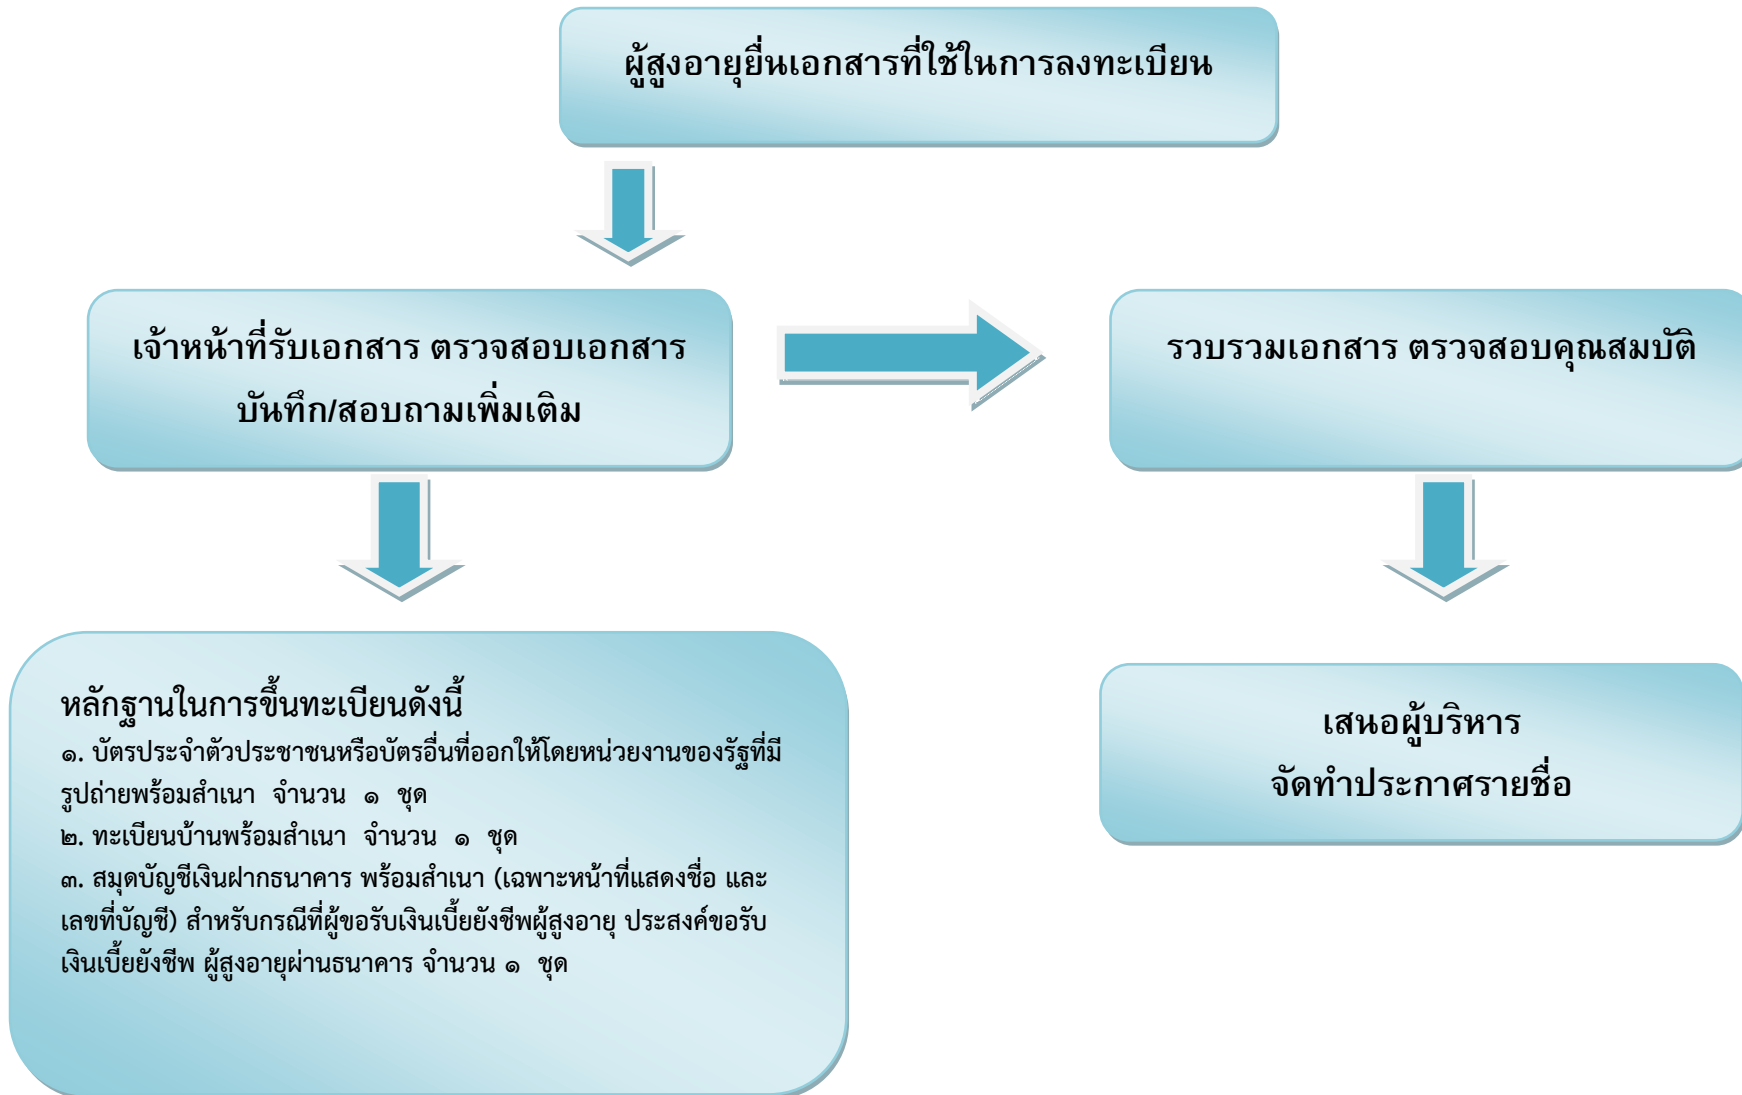 ผู้สูงอายุยื่นเอกสารที่ใช้ในการลงทะเบียน
เจ้าหน้าที่รับเอกสาร ตรวจสอบเอกสาร
บันทึก/สอบถามเพิ่มเติม
รวบรวมเอกสาร ตรวจสอบคุณสมบัติ
หลักฐานในการขึ้นทะเบียนดังนี้
๑. บัตรประจำตัวประชาชนหรือบัตรอื่นที่ออกให้โดยหน่วยงานของรัฐที่มี
รูปถ่ายพร้อมสำเนา จำนวน ๑ ชุด
๒. ทะเบียนบ้านพร้อมสำเนา จำนวน ๑ ชุด
๓. สมุดบัญชีเงินฝากธนาคาร พร้อมสำเนา (เฉพาะหน้าที่แสดงชื่อ และ
เลขที่บัญชี) สำหรับกรณีที่ผู้ขอรับเงินเบี้ยยังชีพผู้สูงอายุ ประสงค์ขอรับ
เงินเบี้ยยังชีพ ผู้สูงอายุผ่านธนาคาร จำนวน ๑ ชุด
เสนอผู้บริหาร
จัดทำประกาศรายชื่อ